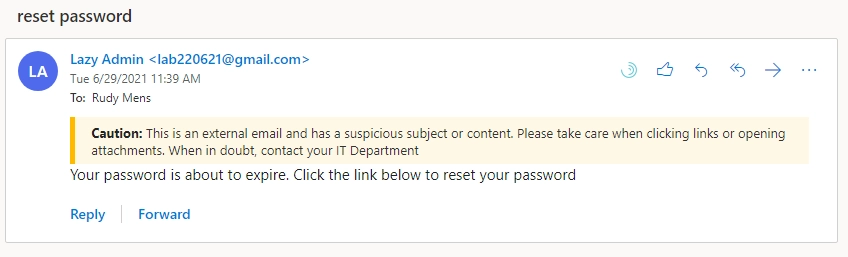 reset password
LA
Lazy Admin <lab220621@gmail.com>
Tue 6/29/2021 11:39 AM
To: Rudy Mens
Caution: This is an external email and has a suspicious subject or content. Please take care when clicking links or opening
attachments. When in doubt, contact your IT Department
Your password is about to expire. Click the link below to reset your password
Reply Forward